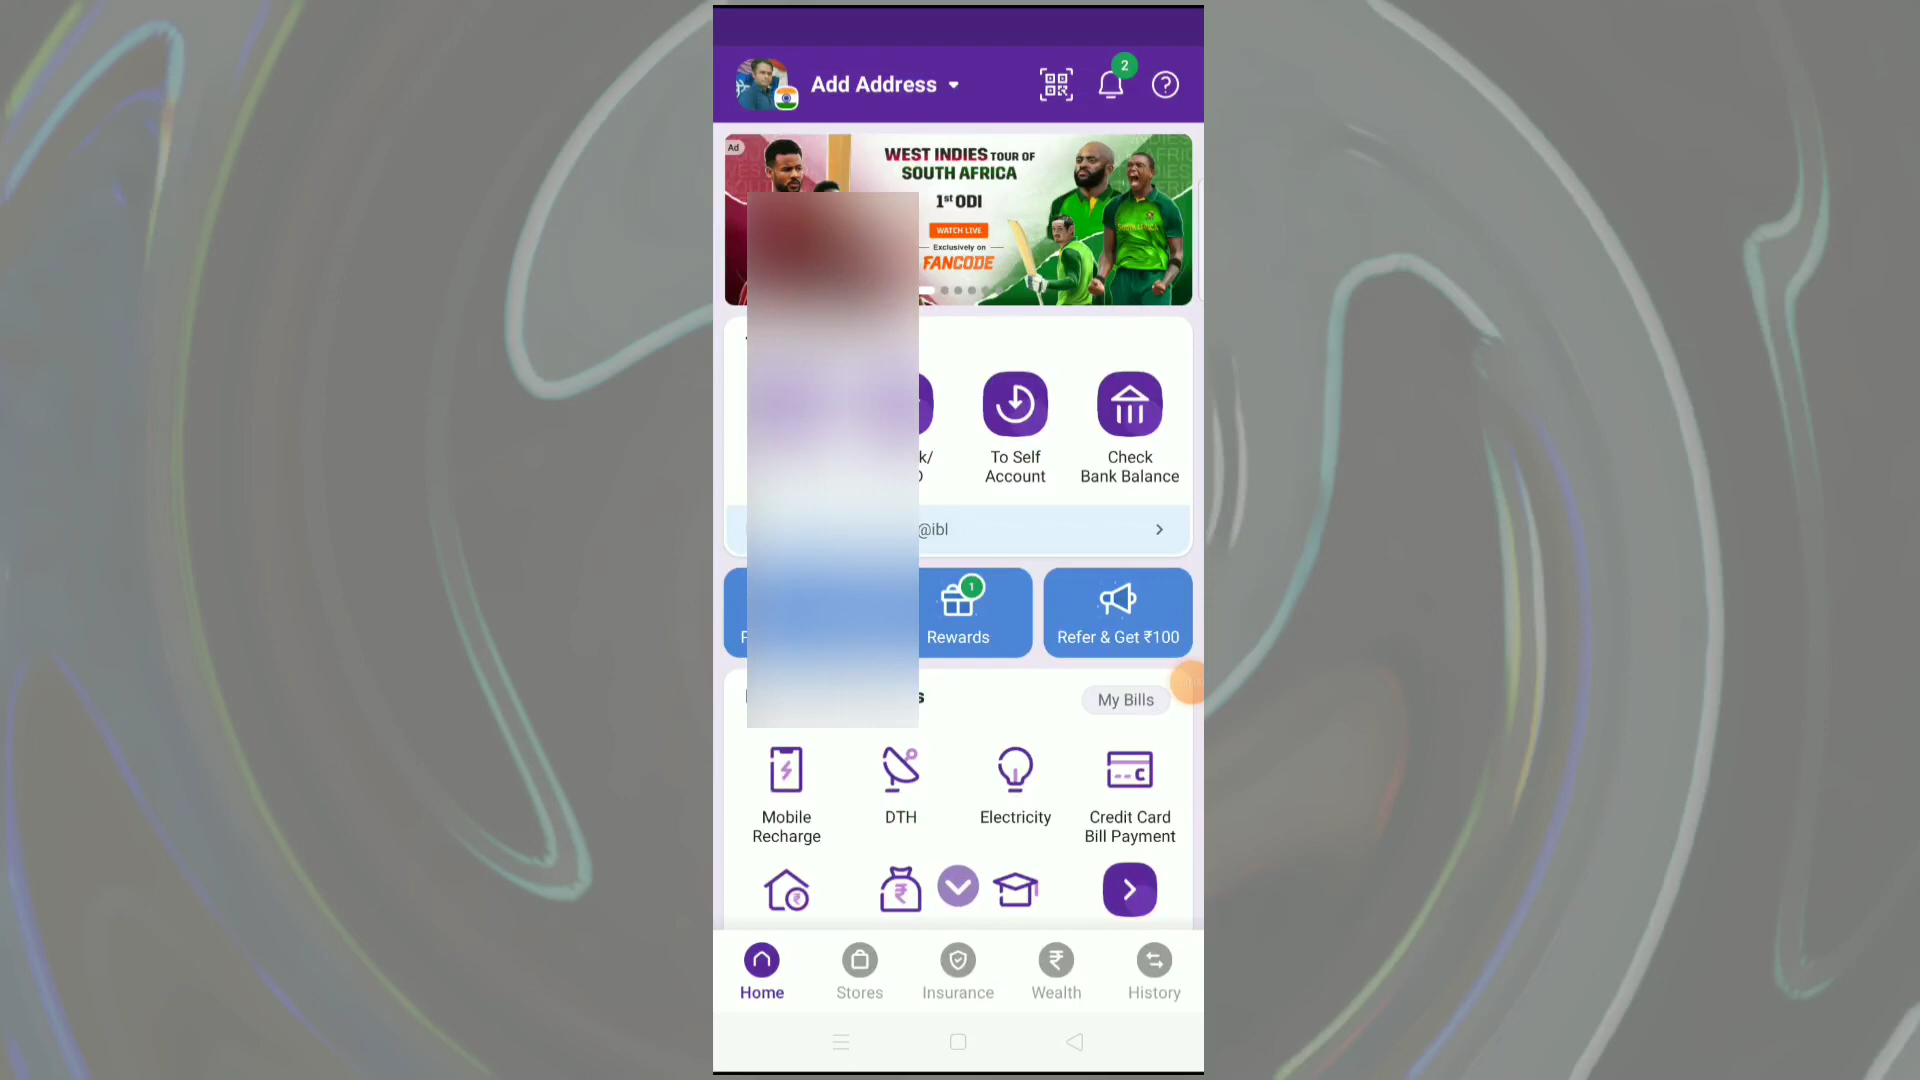 2
Add Address
Ad
WEST INDIES TOUR OF
SOUTH AFRICA
1st ODI
WATCH LIVE
Exclusively on
FANCODE
k/
To Self
Account
Check
Bank Balance
@ibl
1
Rewards
Refer & Get ₹100
s
My Bills
Mobile
Recharge
DTH
Electricity
Credit Card
Bill Payment
Home
Stores
Insurance
Wealth
History